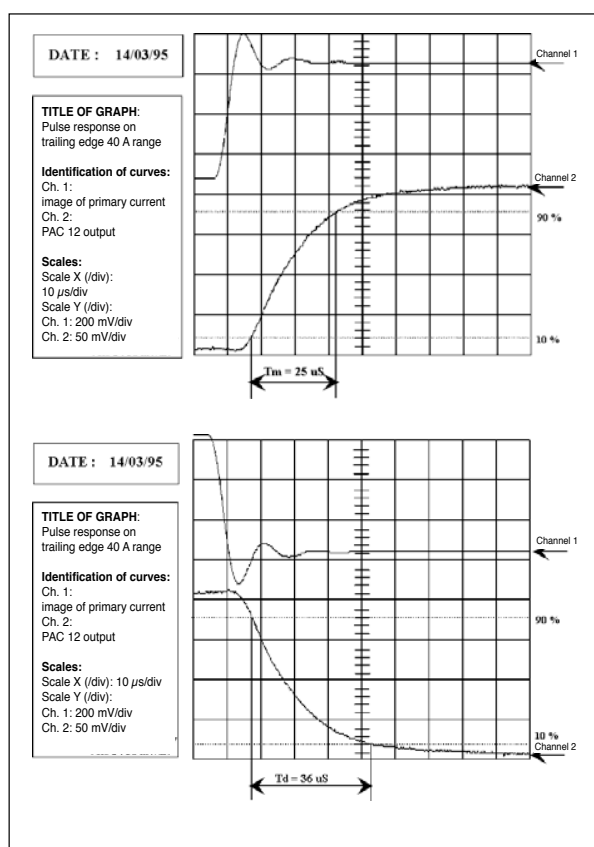 DATE : 14/03/95
TITLE OF GRAPH:
Pulse response on
trailing edge 40 A range
Identification of curves:
Ch. 1:
image of primary current
Ch. 2:
PAC 12 output
Scales:
Scale X (/div):
10 µs/div
Scale Y (/div):
Ch. 1: 200 mV/div
Ch. 2: 50 mV/div
Channel 1
Channel 2
90 %
10 %
Tm = 25 uS
DATE : 14/03/95
TITLE OF GRAPH:
Pulse response on
trailing edge 40 A range
Identification of curves:
Ch. 1:
image of primary current
Ch. 2:
PAC 12 output
Scales:
Scale X (/div): 10 µs/div
Scale Y (/div):
Ch. 1: 200 mV/div
Ch. 2: 50 mV/div
Channel 1
90 %
10 %
Channel 2
Td = 36 uS